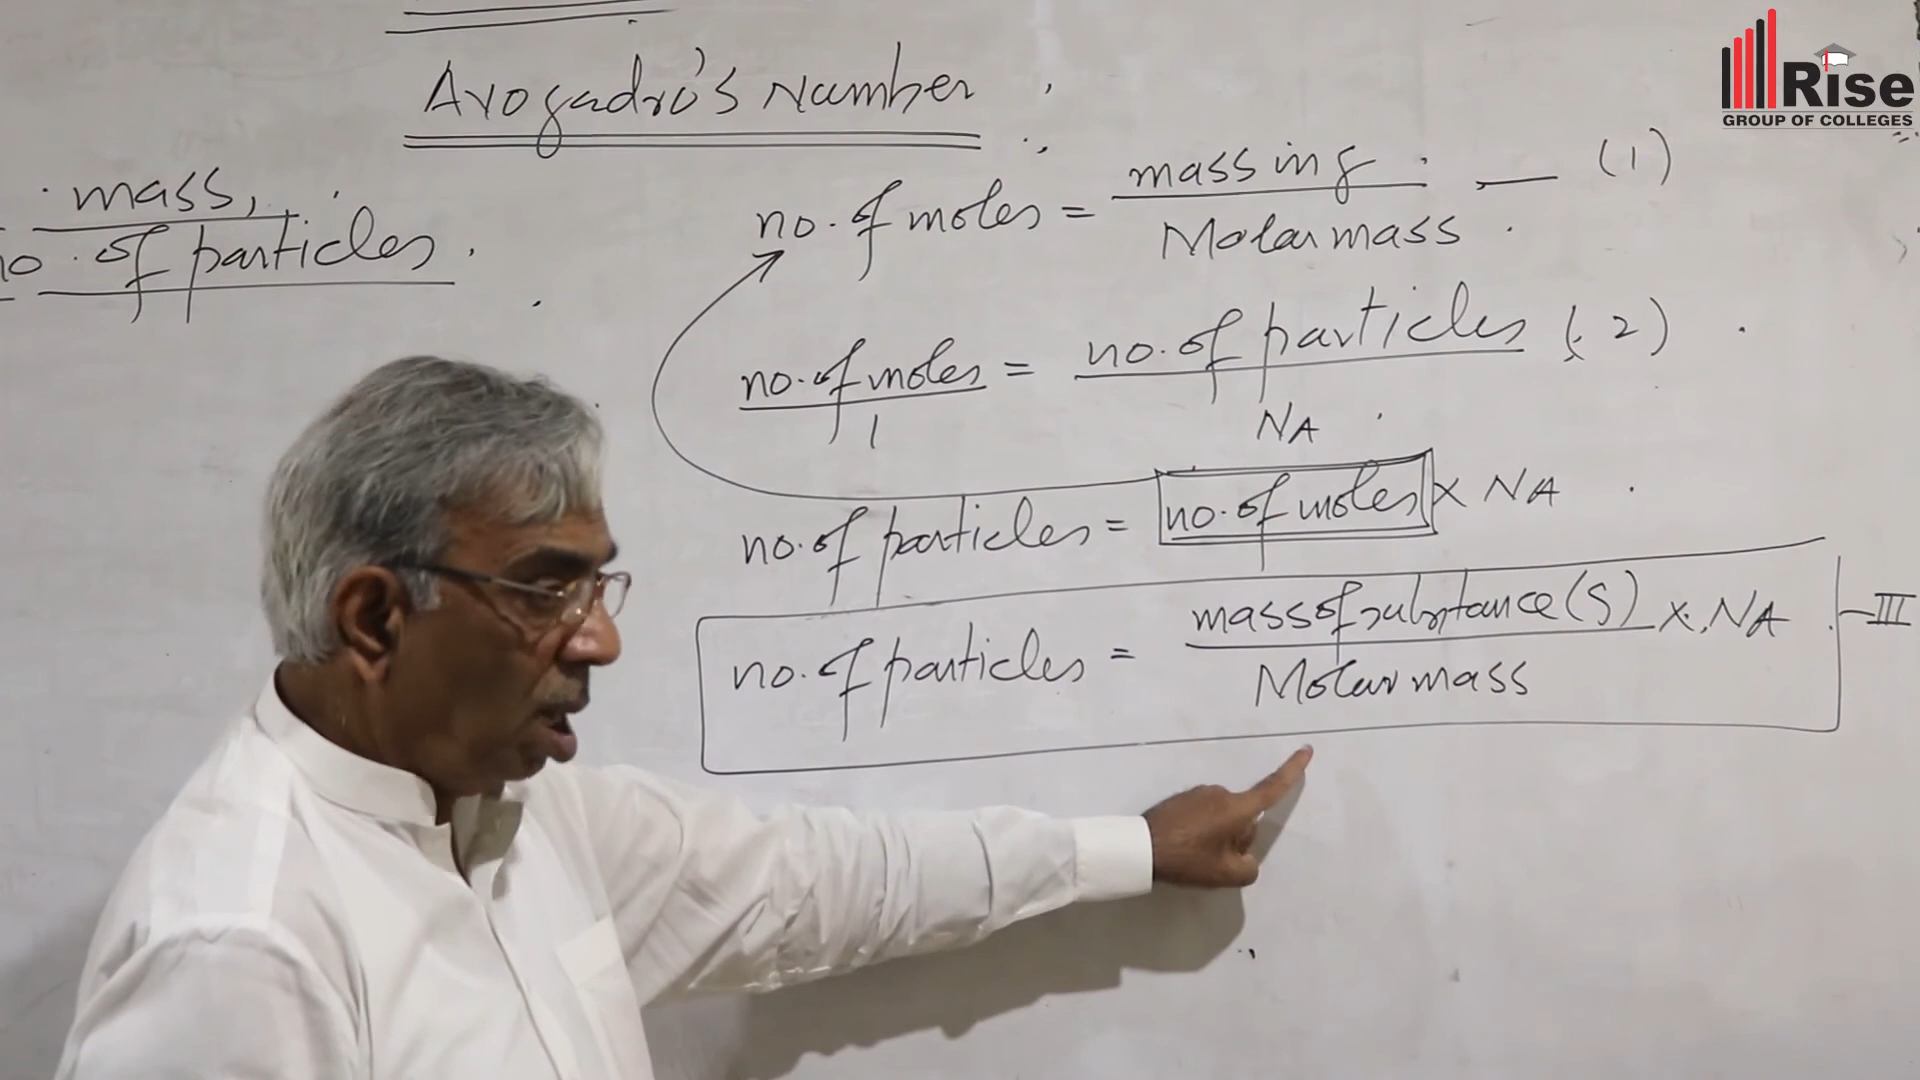 Rise
GROUP OF COLLEGES
Avogadro's Number
mass,
no. of particles.
no. of moles = mass in g / Molar mass — (1)
no. of moles / 1 = no. of particles / NA (2)
no. of particles = no. of moles × NA
no. of particles = mass of substance (g) / Molar mass × NA — III